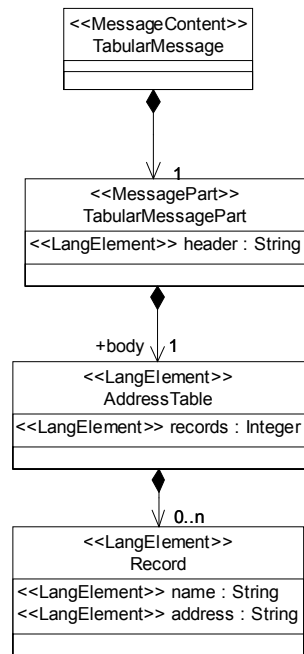 <<MessageContent>>
TabularMessage
1
<<MessagePart>>
TabularMessagePart
<<LangElement>> header : String
+body 1
<<LangElement>>
AddressTable
<<LangElement>> records : Integer
0..n
<<LangElement>>
Record
<<LangElement>> name : String
<<LangElement>> address : String